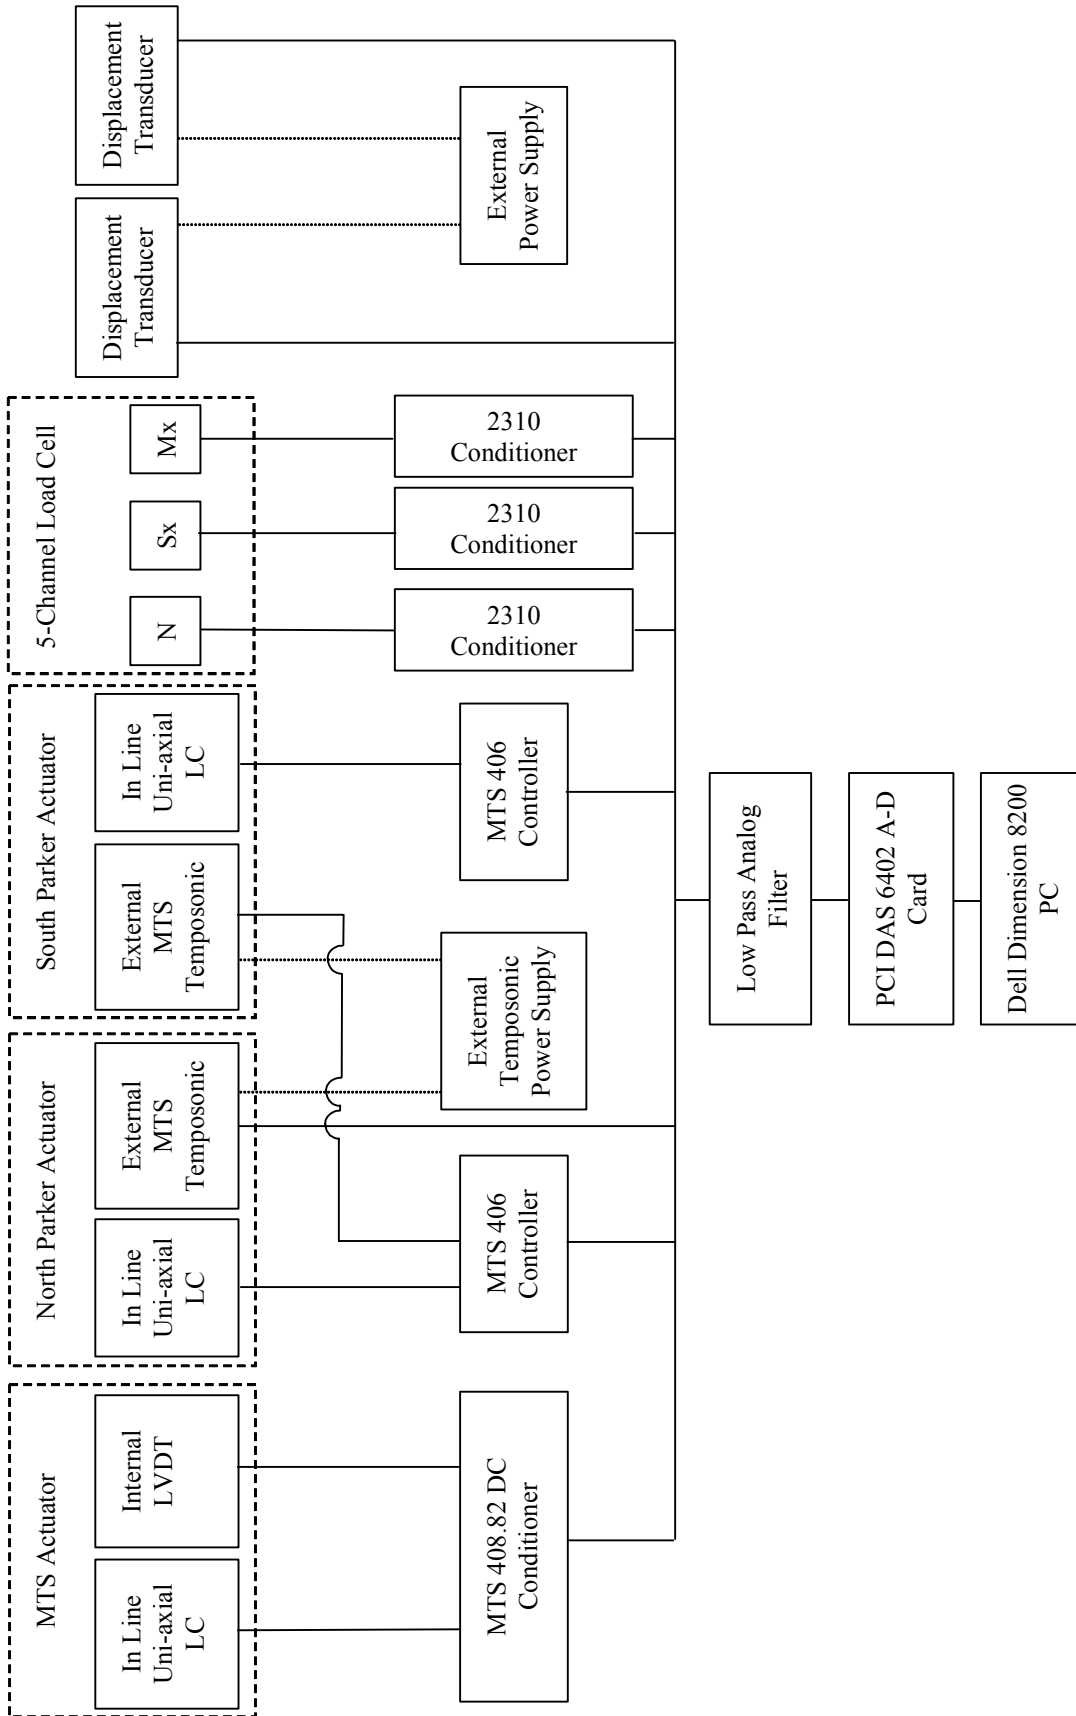 MTS Actuator
In Line
Uni-axial
LC
Internal
LVDT
North Parker Actuator
In Line
Uni-axial
LC
External
MTS
Temposonic
South Parker Actuator
External
MTS
Temposonic
In Line
Uni-axial
LC
5-Channel Load Cell
N
Sx
Mx
Displacement
Transducer
Displacement
Transducer
MTS 408.82 DC
Conditioner
MTS 406
Controller
External
Temposonic
Power Supply
MTS 406
Controller
2310
Conditioner
2310
Conditioner
2310
Conditioner
External
Power Supply
Low Pass Analog
Filter
PCI DAS 6402 A-D
Card
Dell Dimension 8200
PC